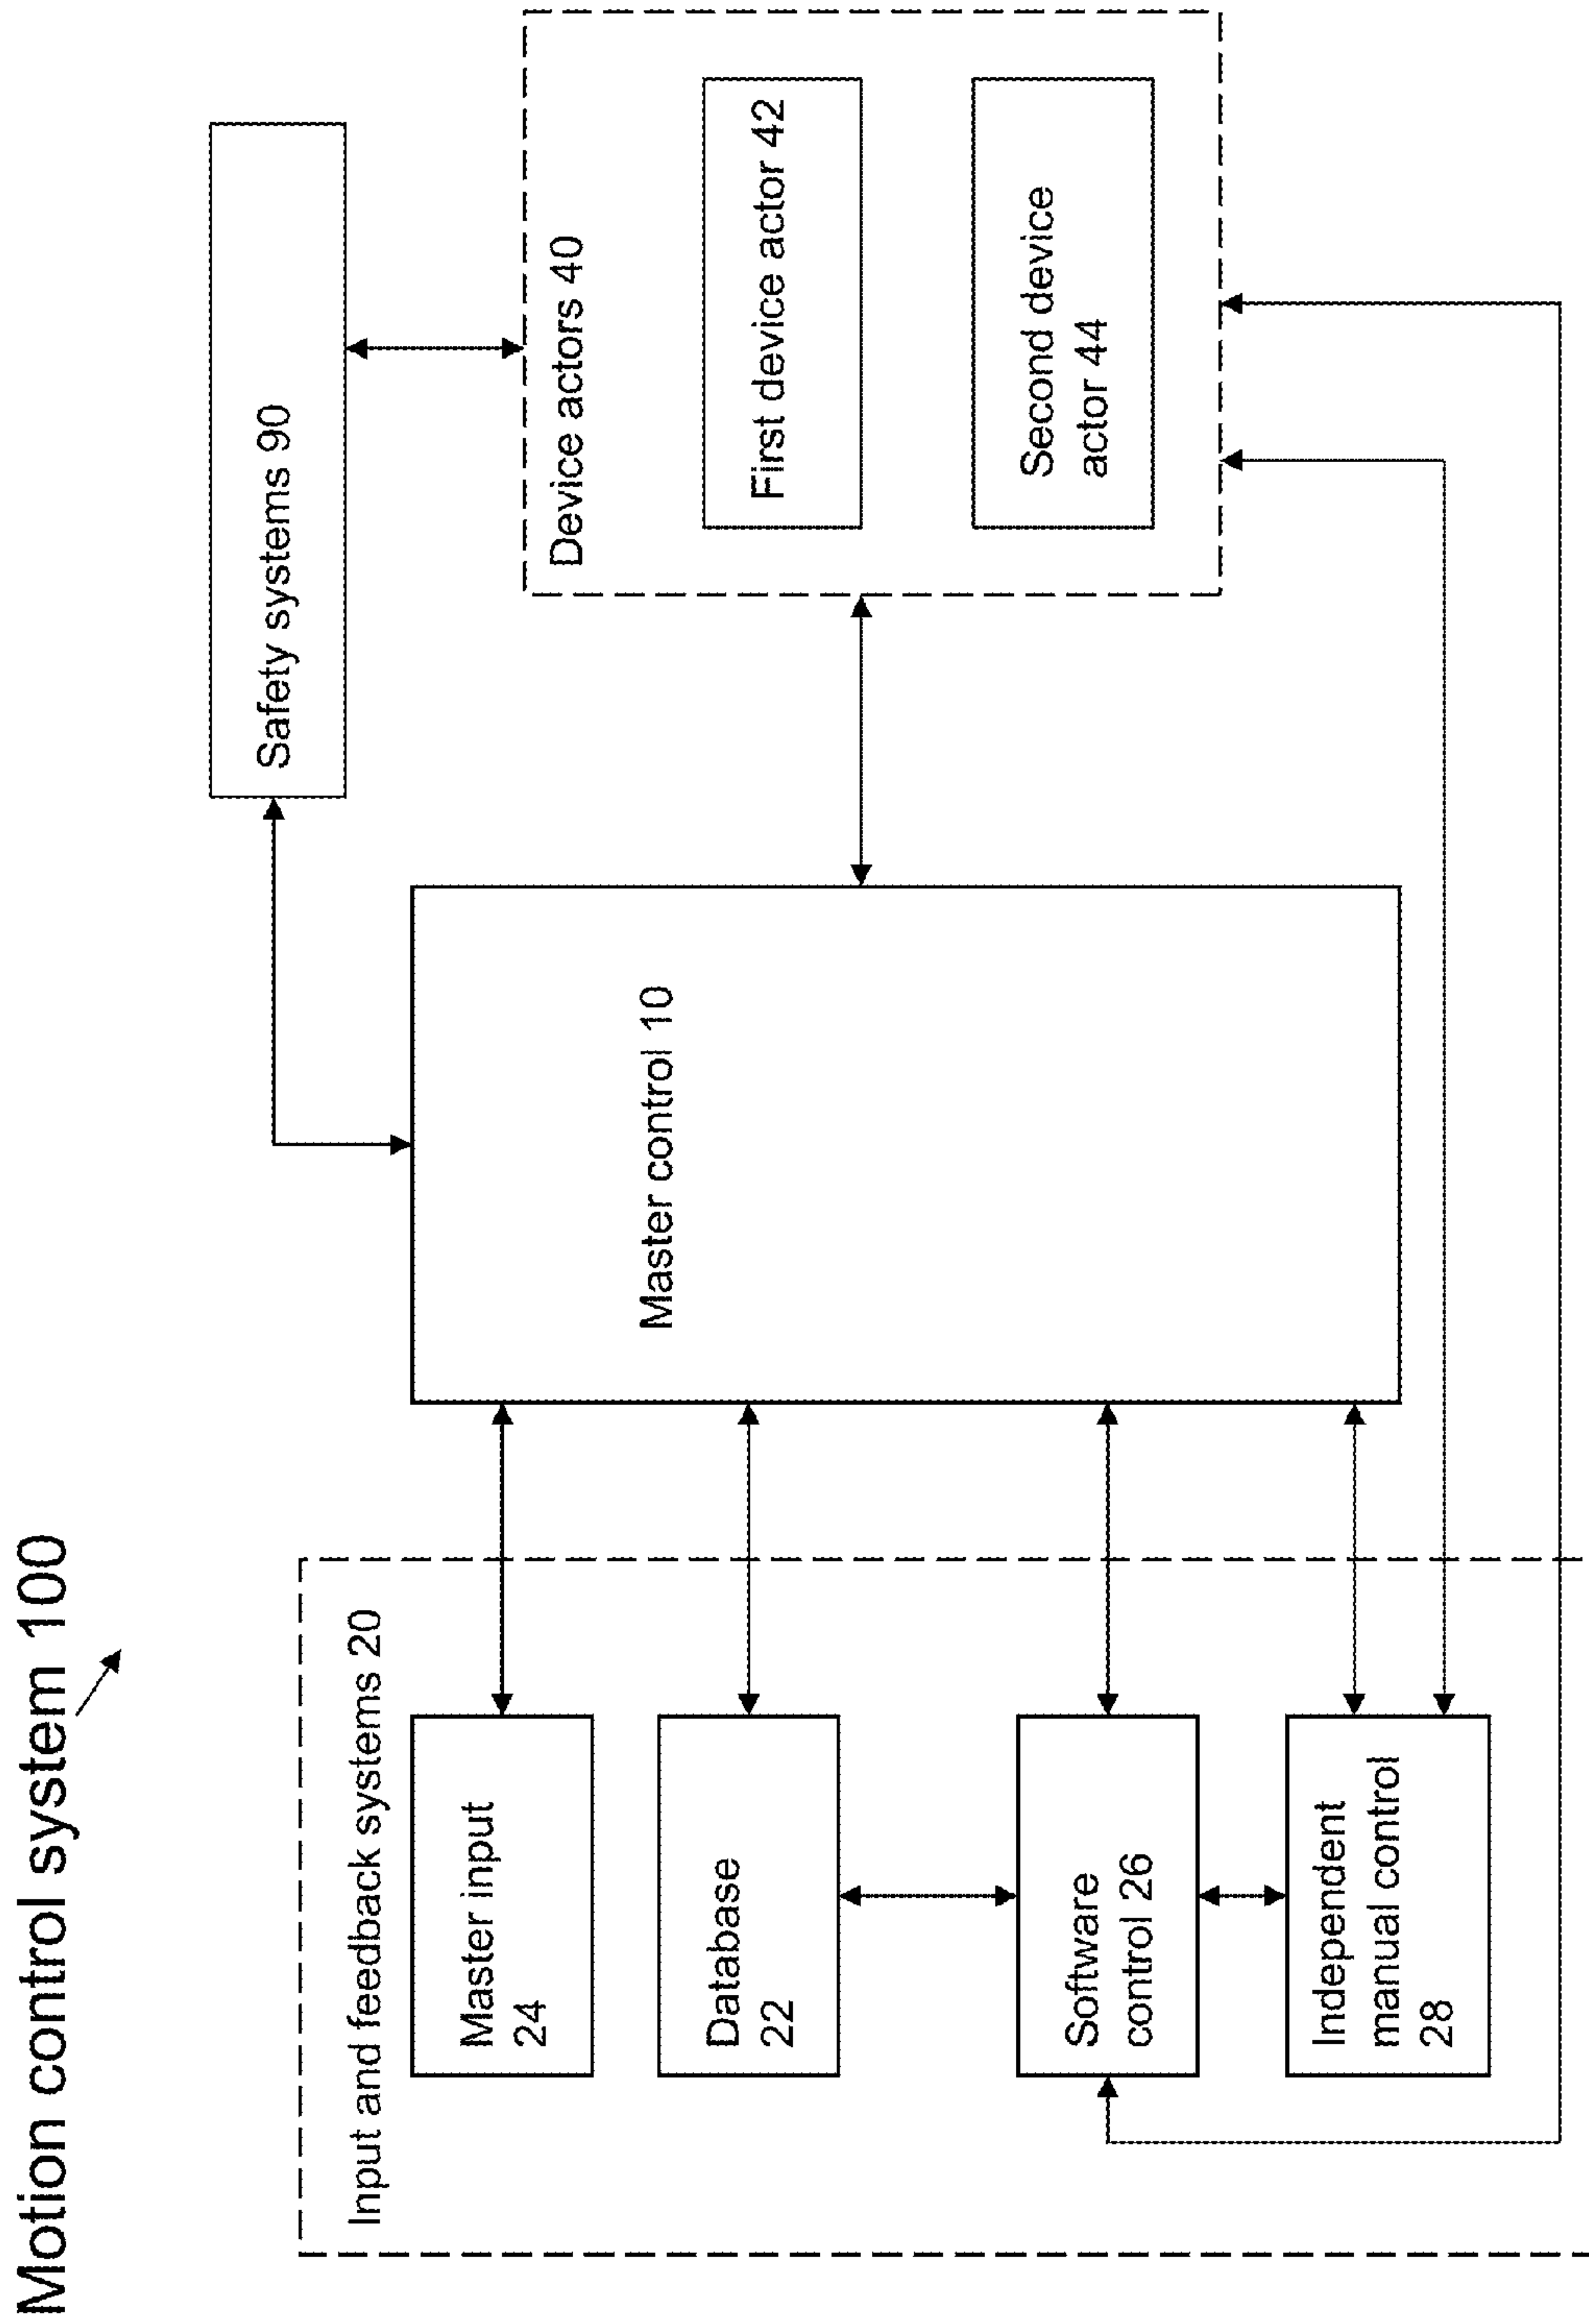 Motion control system 100
Input and feedback systems 20
Master input
24
Database
22
Software
control 26
Independent
manual control
28
Master control 10
Safety systems 90
Device actors 40
First device actor 42
Second device
actor 44